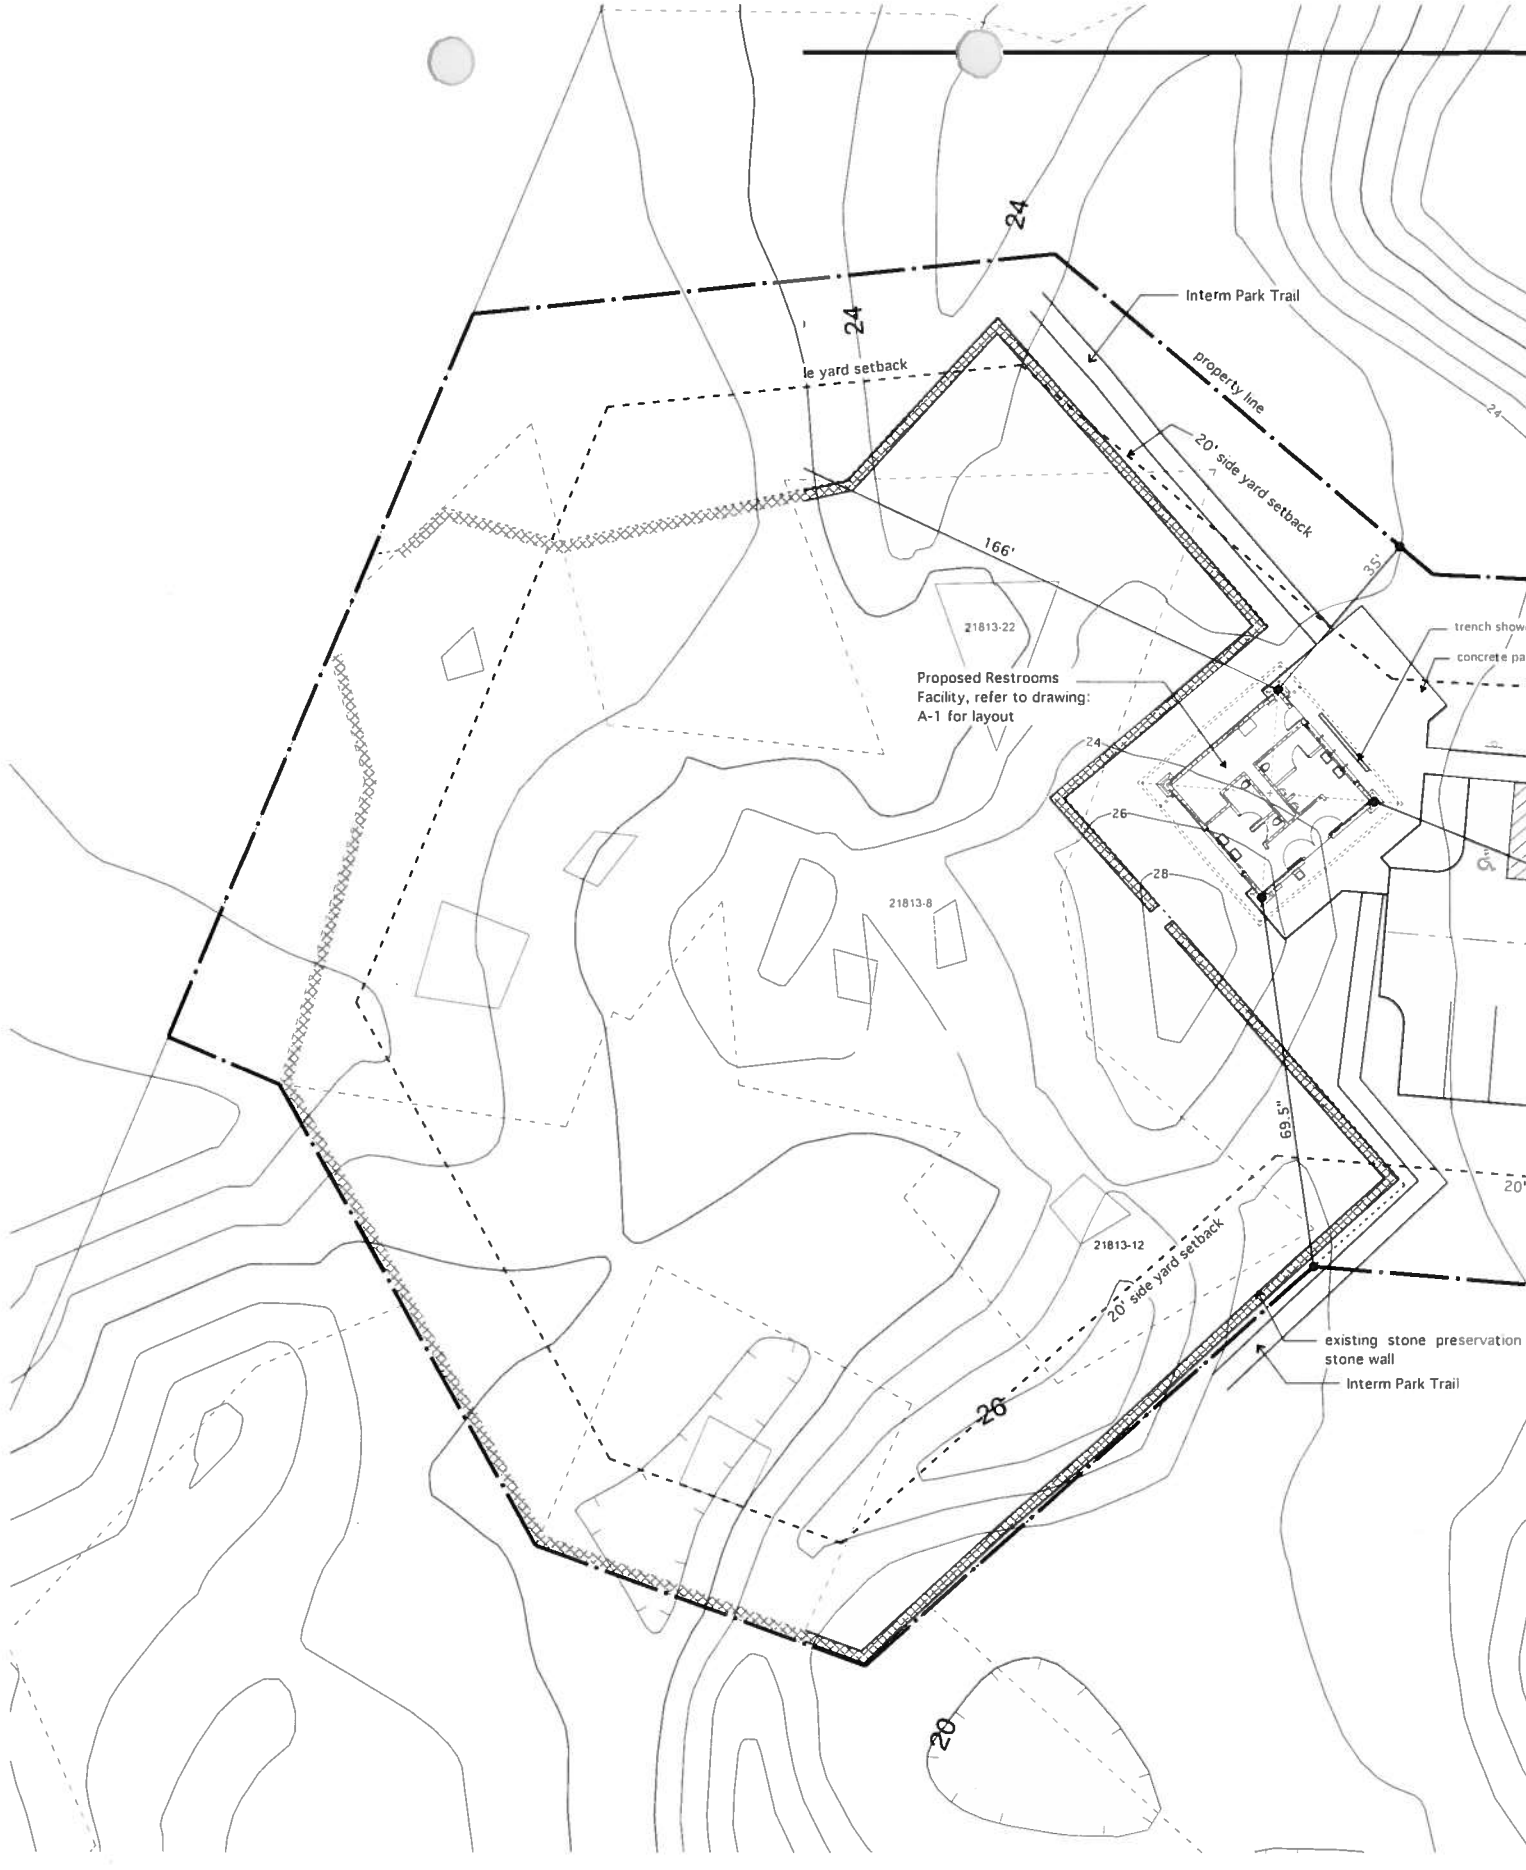 24
Interm Park Trail
24
property line
le yard setback
24
20' side yard setback
166'
35'
21813-22
trench show
concrete pa
Proposed Restrooms
Facility, refer to drawing:
A-1 for layout
24
26
28
21813-8
69.5"
20'
21813-12
20' side yard setback
existing stone preservation
stone wall
Interm Park Trail
26
20